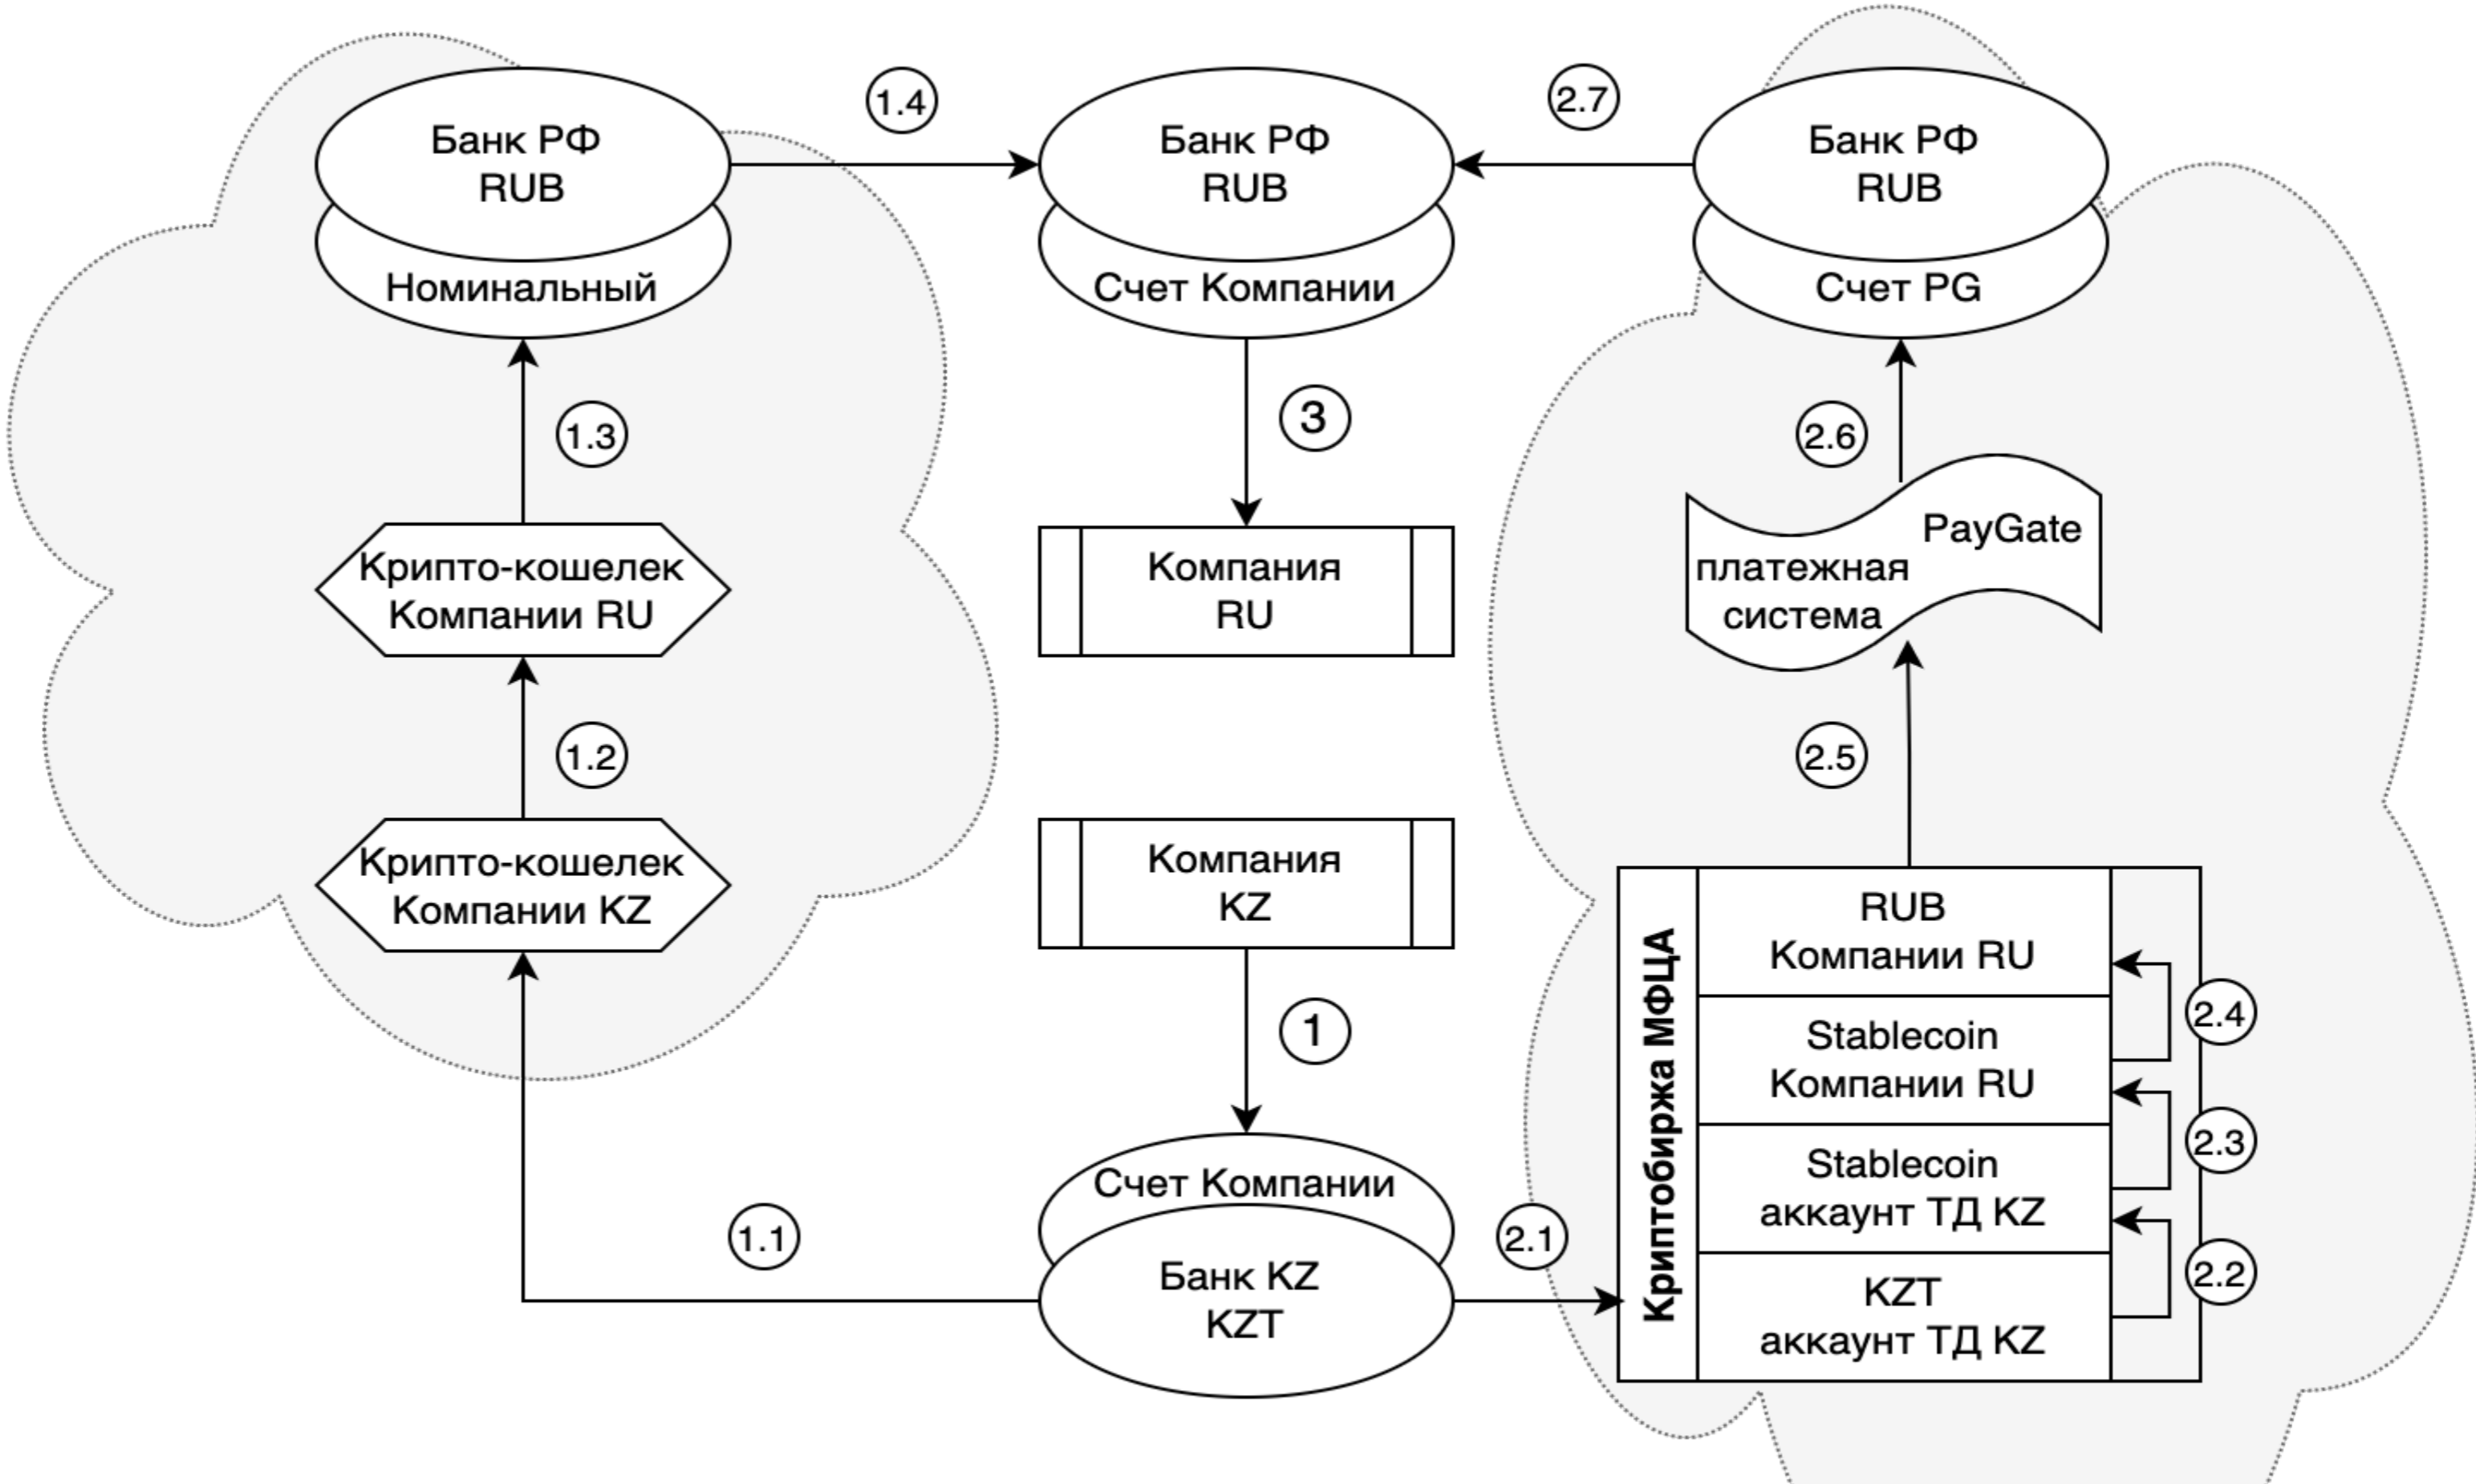 Банк РФ
RUB
Номинальный
1.4
Банк РФ
RUB
Счет Компании
2.7
Банк РФ
RUB
Счет PG
1.3
3
2.6
Крипто-кошелек
Компании RU
Компания
RU
PayGate
платежная
система
1.2
2.5
Крипто-кошелек
Компании KZ
Компания
KZ
1
1.1
Счет Компании
Банк KZ
KZT
2.1
Криптобиржа МФЦА
RUB
Компании RU
2.4
Stablecoin
Компании RU
2.3
Stablecoin
аккаунт ТД KZ
2.2
KZT
аккаунт ТД KZ